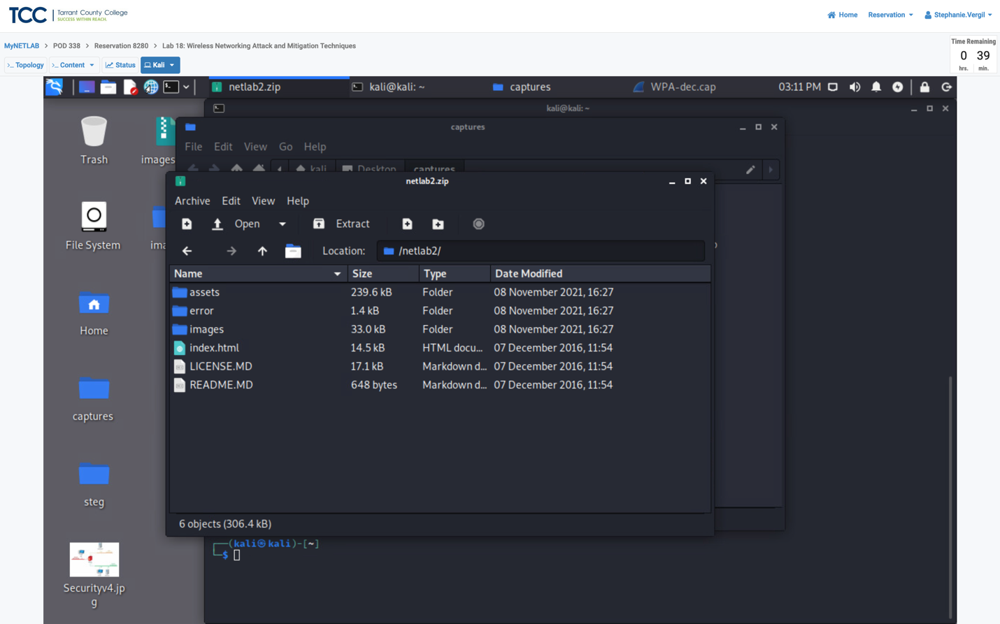 TCC Tarrant County College
SUCCESS WITHIN REACH.
Home Reservation Stephanie.Vergil
MyNETLAB > POD 338 > Reservation 8280 > Lab 18: Wireless Networking Attack and Mitigation Techniques
Time Remaining
0 39
hrs. min.
>_ Topology >_ Content Status Kali
netlab2.zip kali@kali: ~ captures WPA-dec.cap 03:11 PM
kali@kali: ~
captures
File Edit View Go Help
kali Desktop captures
netlab2.zip
Archive Edit View Help
Open Extract
Location: /netlab2/
Name Size Type Date Modified
assets 239.6 kB Folder 08 November 2021, 16:27
error 1.4 kB Folder 08 November 2021, 16:27
images 33.0 kB Folder 08 November 2021, 16:27
index.html 14.5 kB HTML docu... 07 December 2016, 11:54
LICENSE.MD 17.1 kB Markdown d... 07 December 2016, 11:54
README.MD 648 bytes Markdown d... 07 December 2016, 11:54
6 objects (306.4 kB)
(kali㉿kali)-[~]
$
Trash
images
File System
ima
Home
captures
steg
Securityv4.jp
g